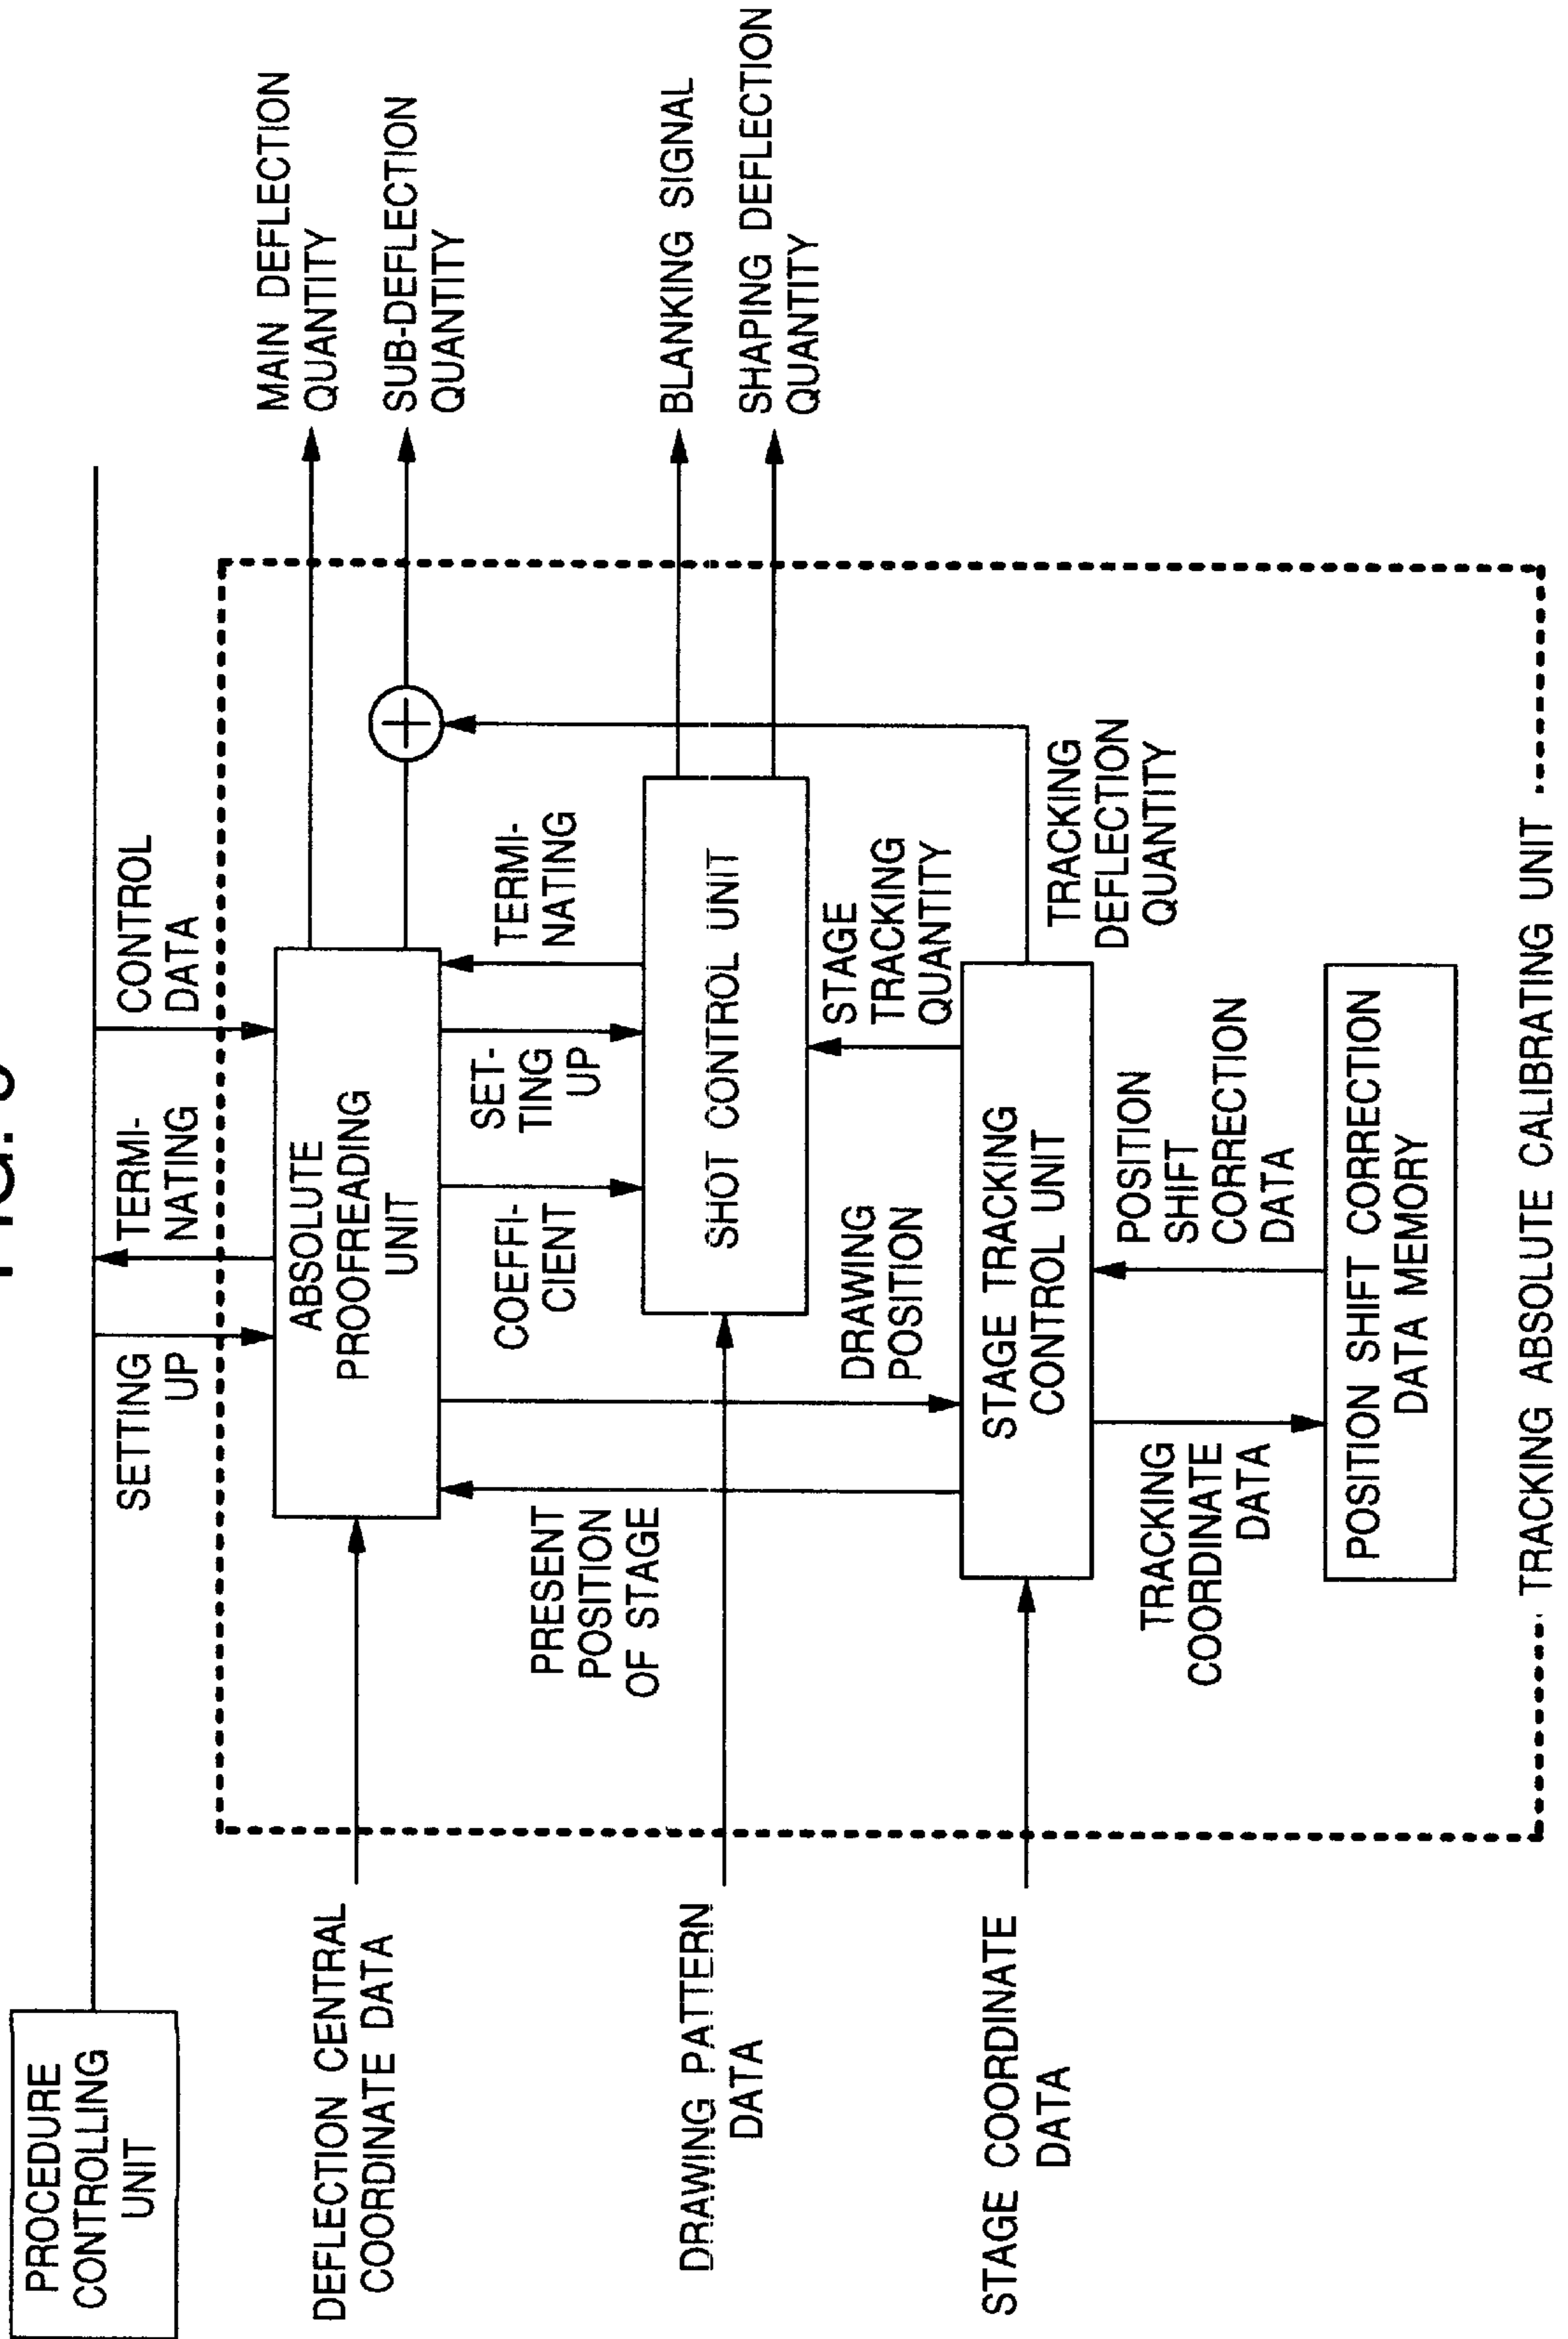 PROCEDURE
CONTROLLING
UNIT
SETTING
UP
TERMI-
NATING
CONTROL
DATA
DEFLECTION CENTRAL
COORDINATE DATA
ABSOLUTE
PROOFREADING
UNIT
MAIN DEFLECTION
QUANTITY
SUB-DEFLECTION
QUANTITY
PRESENT
POSITION
OF STAGE
COEFFI-
CIENT
SET-
TING
UP
TERMI-
NATING
DRAWING PATTERN
DATA
SHOT CONTROL UNIT
BLANKING SIGNAL
SHAPING DEFLECTION
QUANTITY
DRAWING
POSITION
STAGE
TRACKING
QUANTITY
STAGE COORDINATE
DATA
STAGE TRACKING
CONTROL UNIT
TRACKING
DEFLECTION
QUANTITY
TRACKING
COORDINATE
DATA
POSITION
SHIFT
CORRECTION
DATA
POSITION SHIFT CORRECTION
DATA MEMORY
TRACKING ABSOLUTE CALIBRATING UNIT